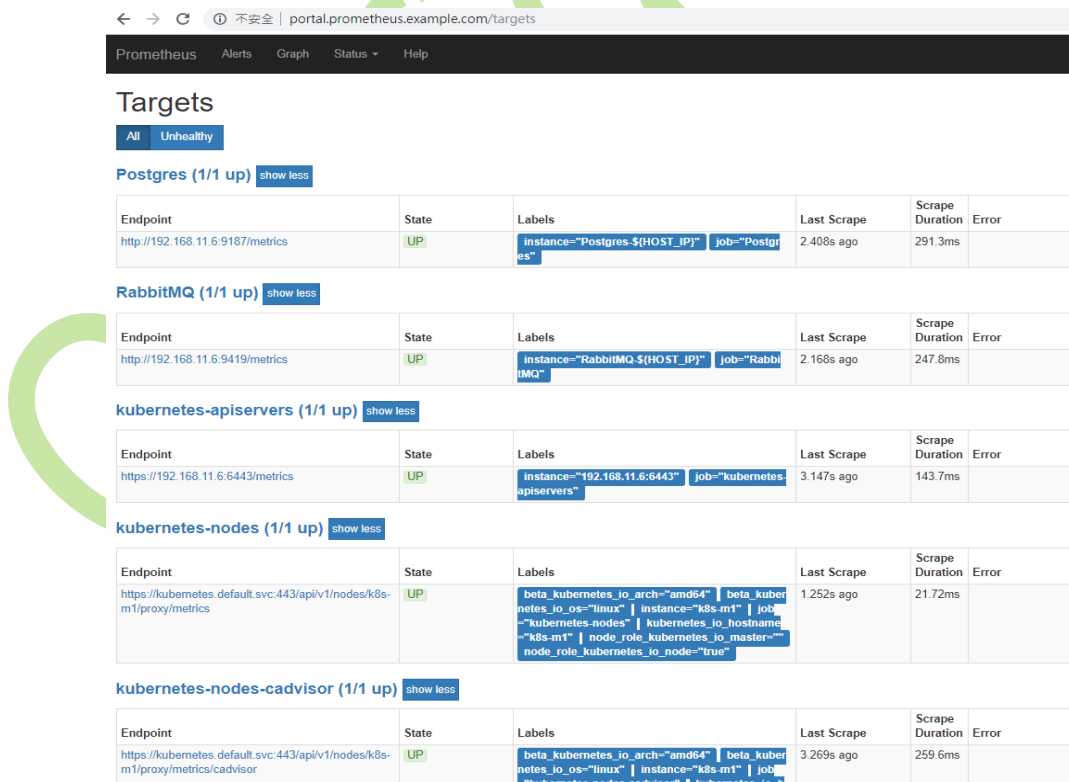 不安全 | portal.prometheus.example.com/targets
Prometheus Alerts Graph Status Help
Targets
All Unhealthy
Postgres (1/1 up) show less
Endpoint State Labels Last Scrape Scrape Duration Error
http://192.168.11.6:9187/metrics UP instance="Postgres-${HOST_IP}" job="Postgr
es" 2.408s ago 291.3ms
RabbitMQ (1/1 up) show less
Endpoint State Labels Last Scrape Scrape Duration Error
http://192.168.11.6:9419/metrics UP instance="RabbitMQ-${HOST_IP}" job="Rabbi
tMQ" 2.168s ago 247.8ms
kubernetes-apiservers (1/1 up) show less
Endpoint State Labels Last Scrape Scrape Duration Error
https://192.168.11.6:6443/metrics UP instance="192.168.11.6:6443" job="kubernetes-
apiservers" 3.147s ago 143.7ms
kubernetes-nodes (1/1 up) show less
Endpoint State Labels Last Scrape Scrape Duration Error
https://kubernetes.default.svc:443/api/v1/nodes/k8s-
m1/proxy/metrics UP beta_kubernetes_io_arch="amd64" beta_kuber
netes_io_os="linux" instance="k8s-m1" job
="kubernetes-nodes" kubernetes_io_hostname
="k8s-m1" node_role_kubernetes_io_master=""
node_role_kubernetes_io_node="true" 1.252s ago 21.72ms
kubernetes-nodes-cadvisor (1/1 up) show less
Endpoint State Labels Last Scrape Scrape Duration Error
https://kubernetes.default.svc:443/api/v1/nodes/k8s-
m1/proxy/metrics/cadvisor UP beta_kubernetes_io_arch="amd64" beta_kuber
netes_io_os="linux" instance="k8s-m1" job 3.269s ago 259.6ms